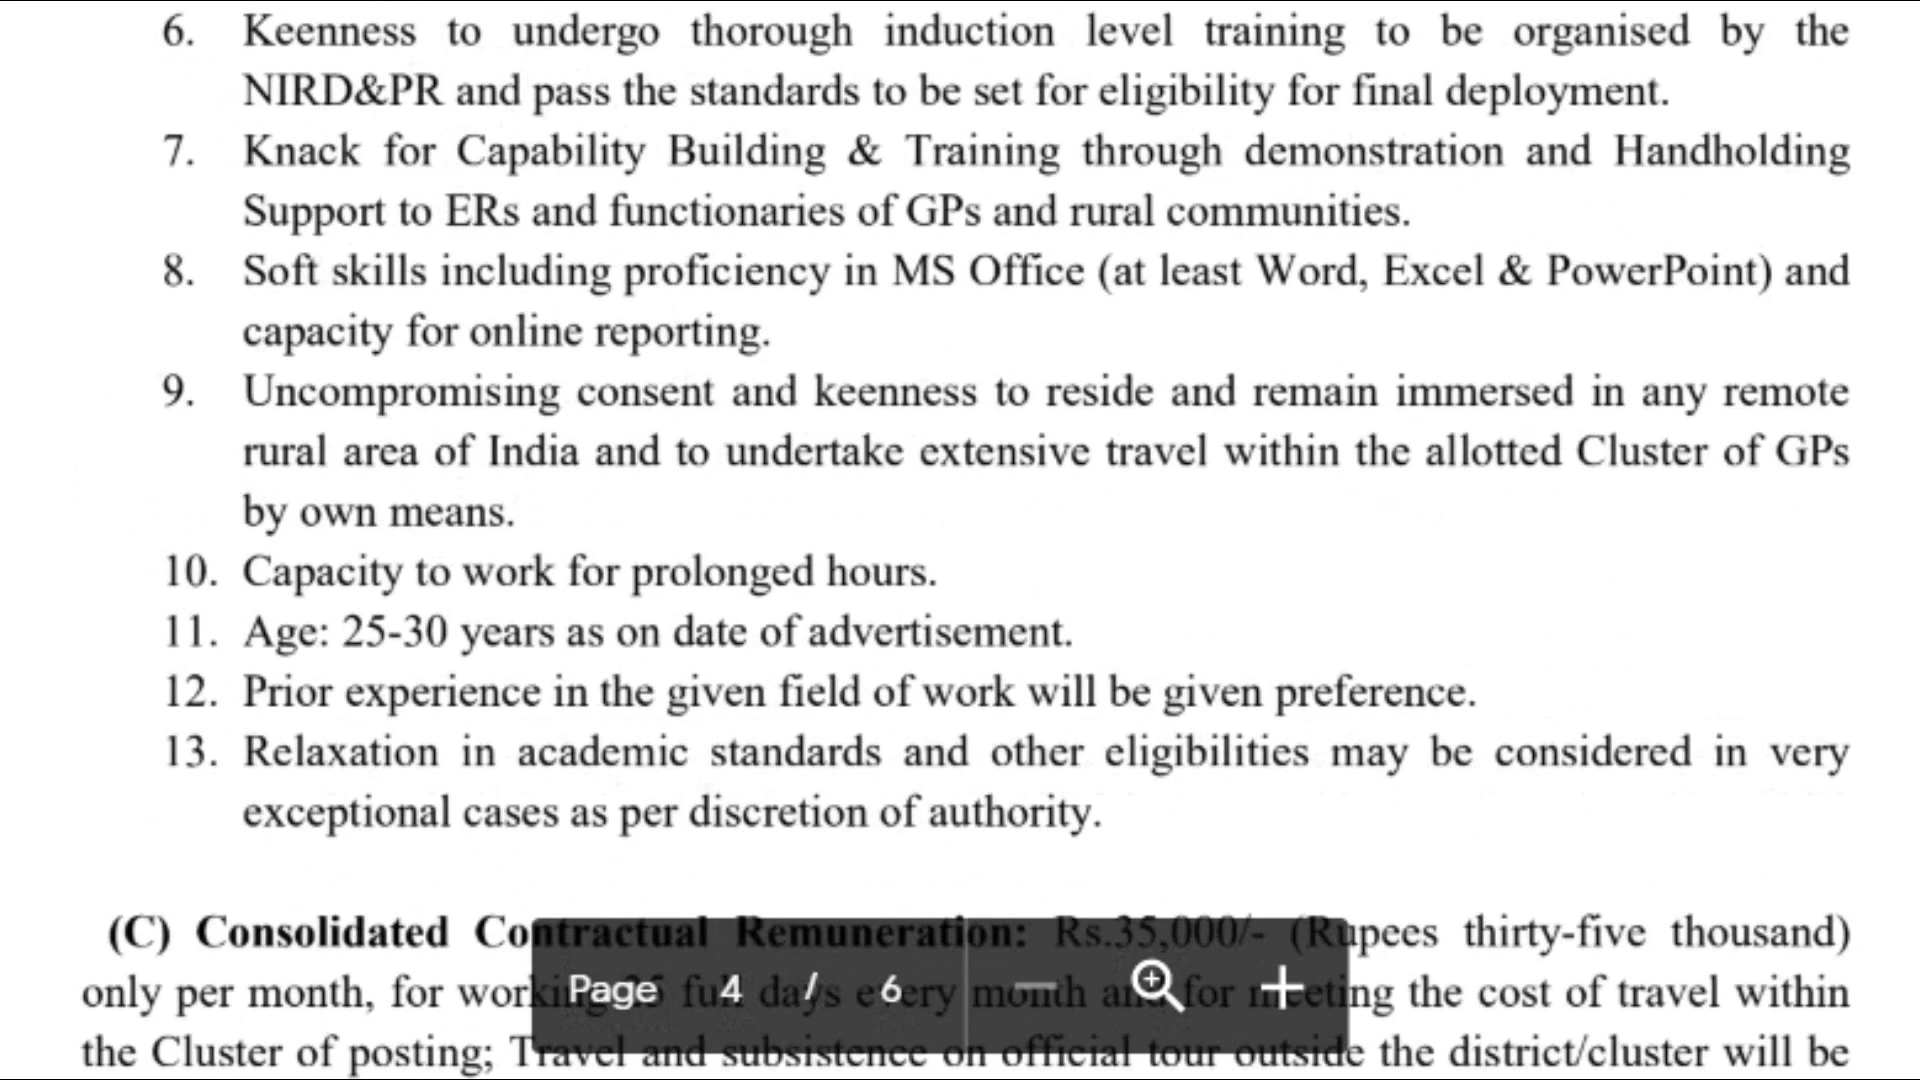 6. Keenness to undergo thorough induction level training to be organised by the
NIRD&PR and pass the standards to be set for eligibility for final deployment.
7. Knack for Capability Building & Training through demonstration and Handholding
Support to ERs and functionaries of GPs and rural communities.
8. Soft skills including proficiency in MS Office (at least Word, Excel & PowerPoint) and
capacity for online reporting.
9. Uncompromising consent and keenness to reside and remain immersed in any remote
rural area of India and to undertake extensive travel within the allotted Cluster of GPs
by own means.
10. Capacity to work for prolonged hours.
11. Age: 25-30 years as on date of advertisement.
12. Prior experience in the given field of work will be given preference.
13. Relaxation in academic standards and other eligibilities may be considered in very
exceptional cases as per discretion of authority.
(C) Consolidated Contractual Remuneration: Rs.35,000/- (Rupees thirty-five thousand)
only per month, for working full days every month and for meeting the cost of travel within
Page 4 / 6
the Cluster of posting; Travel and subsistence on official tour outside the district/cluster will be